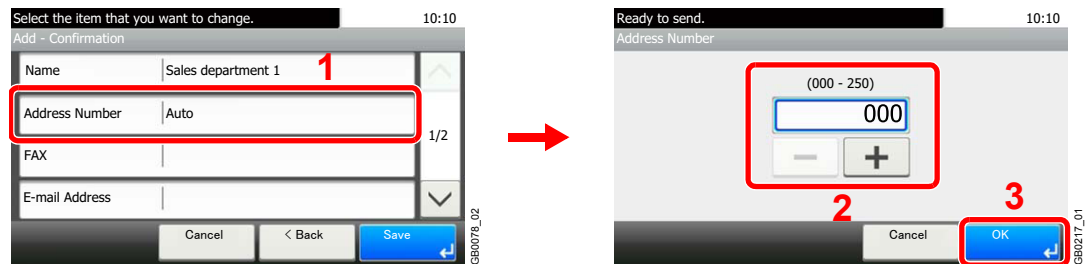 Select the item that you want to change. 10:10
Add - Confirmation
Name Sales department 1
1
Address Number Auto
1/2
FAX
E-mail Address
Cancel < Back Save
GB0078_02
Ready to send. 10:10
Address Number
(000 - 250)
000
− +
2
3
Cancel OK
GB0217_01